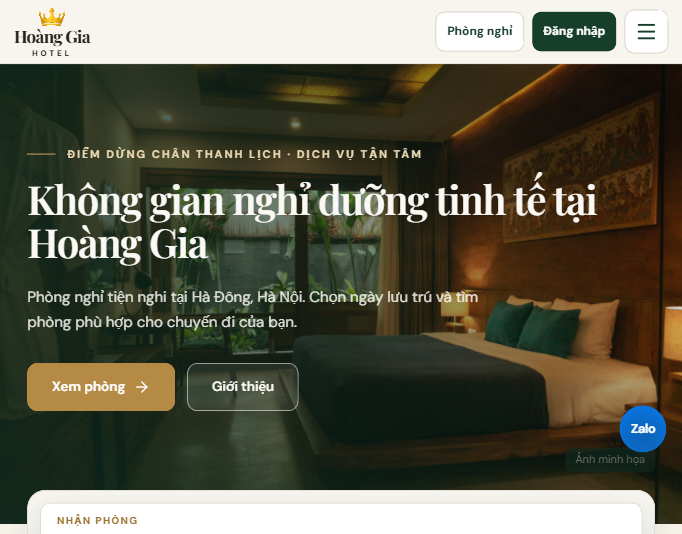 Hoàng Gia
HOTEL
Phòng nghỉ
Đăng nhập
ĐIỂM DỪNG CHÂN THANH LỊCH · DỊCH VỤ TẬN TÂM
Không gian nghỉ dưỡng tinh tế tại
Hoàng Gia
Phòng nghỉ tiện nghi tại Hà Đông, Hà Nội. Chọn ngày lưu trú và tìm
phòng phù hợp cho chuyến đi của bạn.
Xem phòng →
Giới thiệu
Zalo
Ảnh minh họa
NHẬN PHÒNG